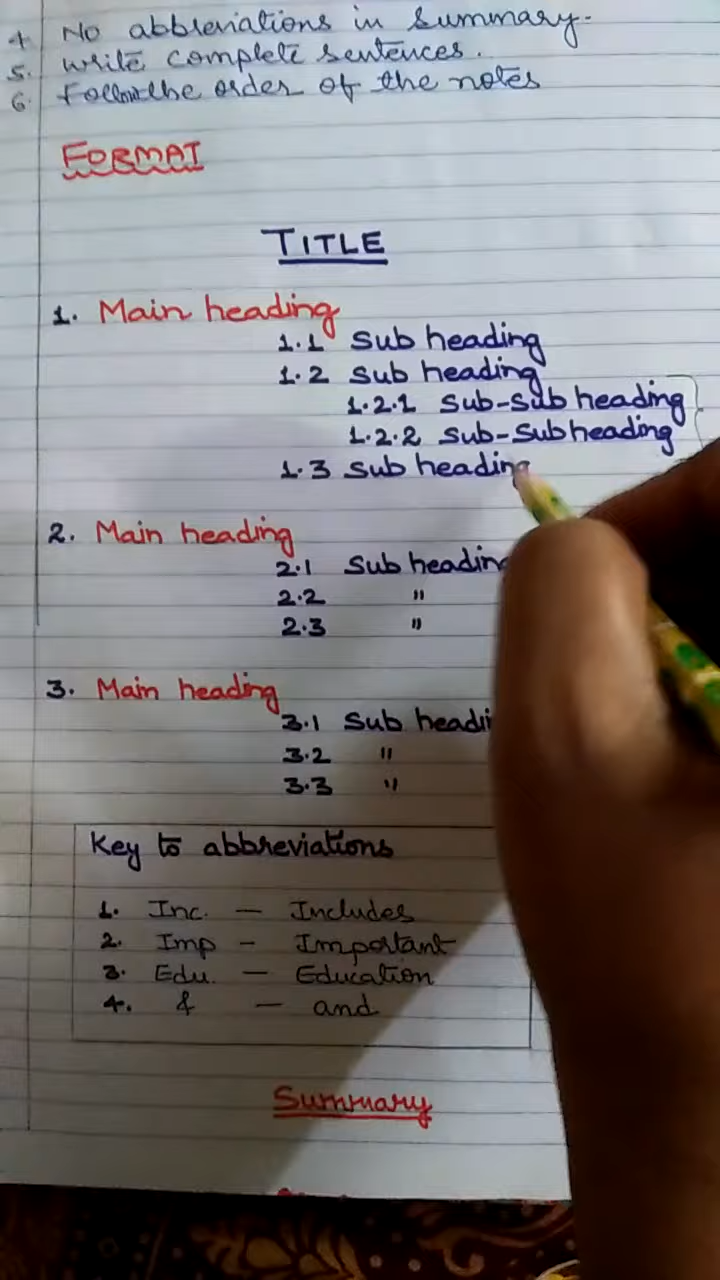 4. No abbreviations in summary.
5. Write complete sentences.
6. Follow the order of the notes
FORMAT
TITLE
1. Main heading
1.1 Sub heading
1.2 Sub heading
1.2.1 Sub-Sub heading
1.2.2 Sub-Sub heading
1.3 Sub heading
2. Main heading
2.1 Sub heading
2.2 "
2.3 "
3. Main heading
3.1 Sub headi
3.2 "
3.3 "
Key to abbreviations
1. Inc. — Includes
2. Imp - Important
3. Edu. — Education
4. & — and
Summary